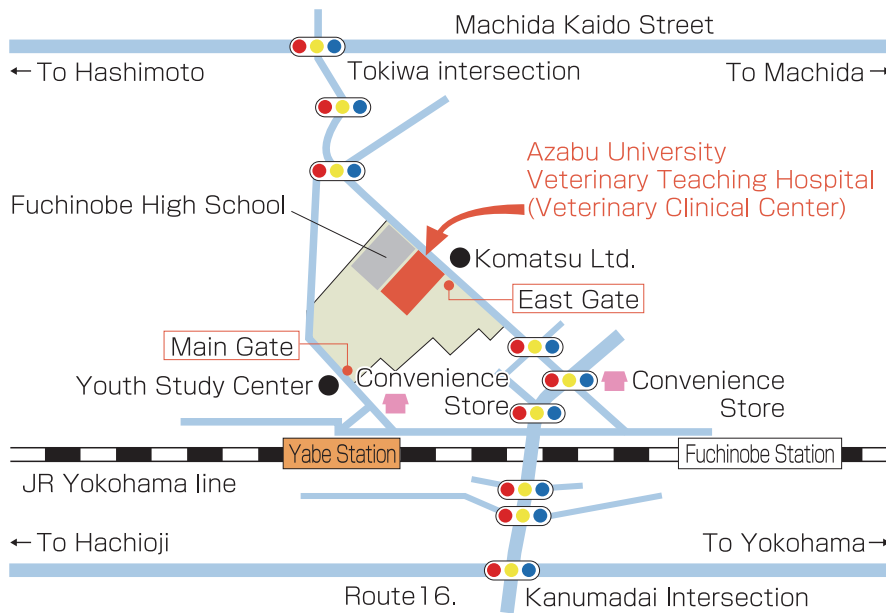 Machida Kaido Street
←To Hashimoto
Tokiwa intersection
To Machida→
Azabu University
Veterinary Teaching Hospital
(Veterinary Clinical Center)
Fuchinobe High School
Komatsu Ltd.
East Gate
Main Gate
Youth Study Center
Convenience
Store
Convenience
Store
Yabe Station
Fuchinobe Station
JR Yokohama line
←To Hachioji
To Yokohama→
Route16.
Kanumadai Intersection